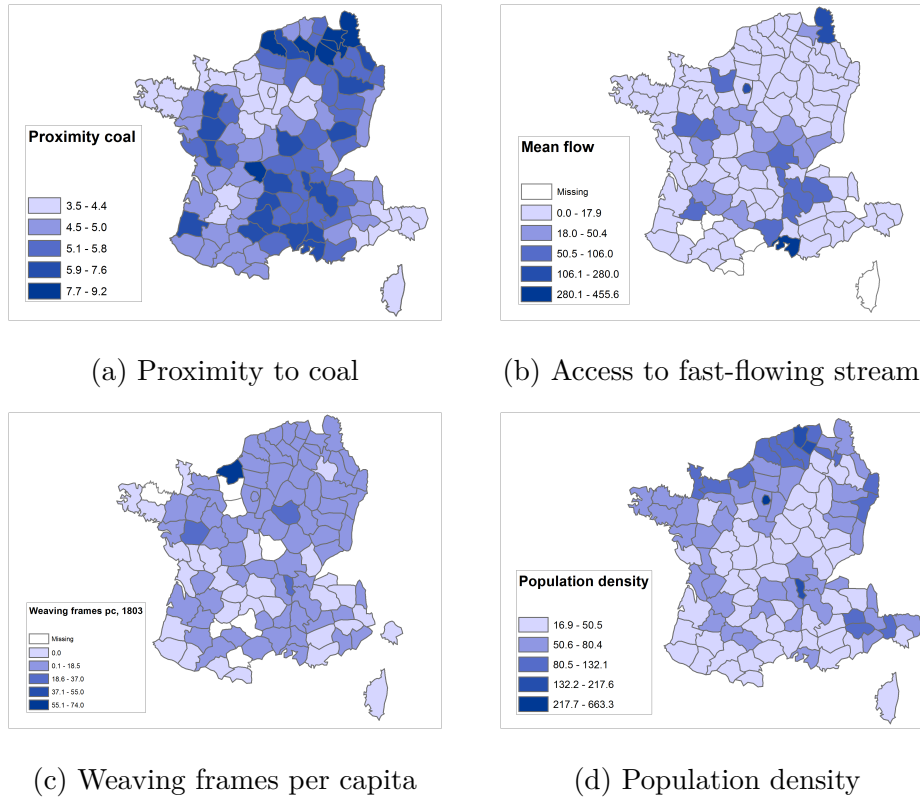 Proximity coal
3.5 - 4.4
4.5 - 5.0
5.1 - 5.8
5.9 - 7.6
7.7 - 9.2
(a) Proximity to coal
Mean flow
Missing
0.0 - 17.9
18.0 - 50.4
50.5 - 106.0
106.1 - 280.0
280.1 - 455.6
(b) Access to fast-flowing stream
Weaving frames pc, 1803
Missing
0.0
0.1 - 18.5
18.6 - 37.0
37.1 - 55.0
55.1 - 74.0
(c) Weaving frames per capita
Population density
16.9 - 50.5
50.6 - 80.4
80.5 - 132.1
132.2 - 217.6
217.7 - 663.3
(d) Population density